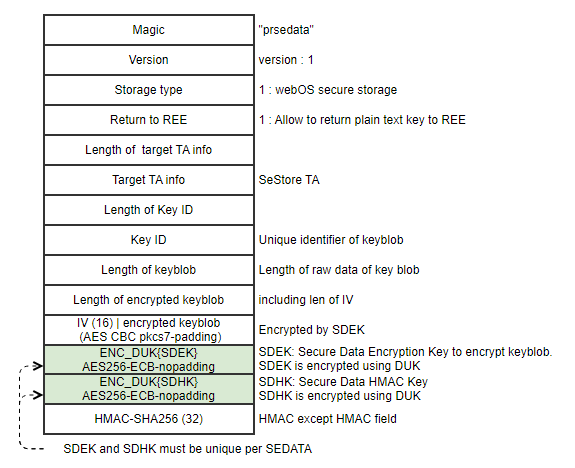 Magic
"prsedata"
Version
version : 1
Storage type
1 : webOS secure storage
Return to REE
1 : Allow to return plain text key to REE
Length of target TA info
Target TA info
SeStore TA
Length of Key ID
Key ID
Unique identifier of keyblob
Length of keyblob
Length of raw data of key blob
Length of encrypted keyblob
including len of IV
IV (16) | encrypted keyblob
(AES CBC pkcs7-padding)
Encrypted by SDEK
ENC_DUK{SDEK}
AES256-ECB-nopadding
SDEK: Secure Data Encryption Key to encrypt keyblob.
SDEK is encrypted using DUK
ENC_DUK{SDHK}
AES256-ECB-nopadding
SDHK: Secure Data HMAC Key
SDHK is encrypted using DUK
HMAC-SHA256 (32)
HMAC except HMAC field
SDEK and SDHK must be unique per SEDATA